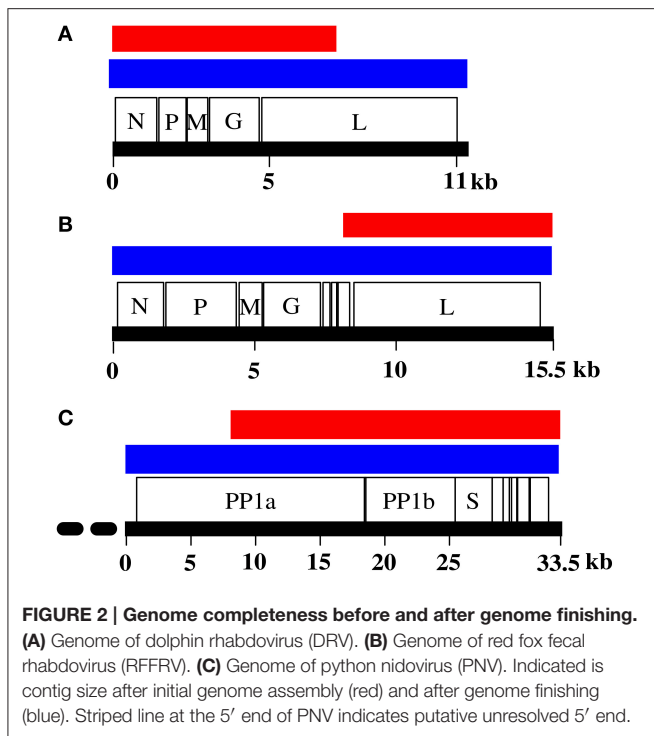 A
N P M G L
0 5 11 kb
B
N P M G L
0 5 10 15.5 kb
C
PP1a PP1b S
0 5 10 15 20 25 33.5 kb
FIGURE 2 | Genome completeness before and after genome finishing.
(A) Genome of dolphin rhabdovirus (DRV). (B) Genome of red fox fecal
rhabdovirus (RFFRV). (C) Genome of python nidovirus (PNV). Indicated is
contig size after initial genome assembly (red) and after genome finishing
(blue). Striped line at the 5′ end of PNV indicates putative unresolved 5′ end.